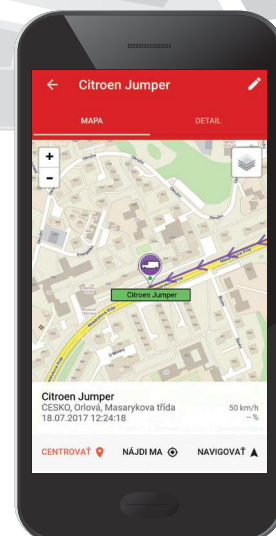 Citroen Jumper
MAPA DETAIL
+
-
Citroen Jumper
Citroen Jumper
ČESKO, Orlová, Masarykova třída 50 km/h
18.07.2017 12:24:18 -- %
CENTROVAŤ NÁJDI MA NAVIGOVAŤ